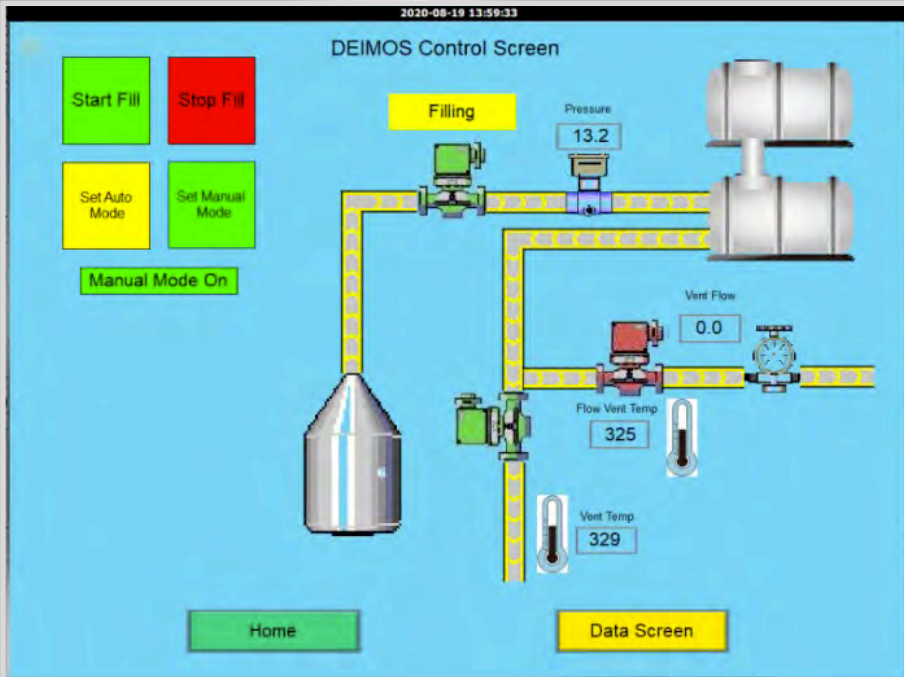 2020-08-19 13:59:33
DEIMOS Control Screen
Start Fill
Stop Fill
Filling
Pressure
13.2
Set Auto
Mode
Set Manual
Mode
Manual Mode On
Vent Flow
0.0
Flow Vent Temp
325
Vent Temp
329
Home
Data Screen